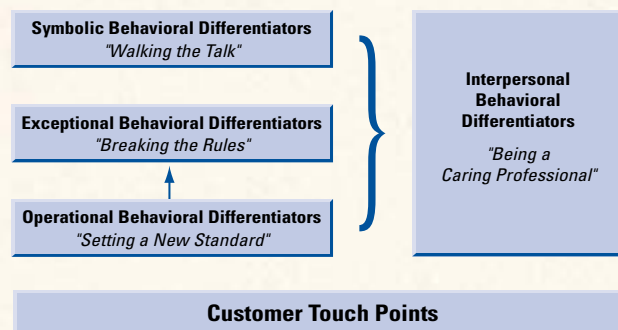 Symbolic Behavioral Differentiators
"Walking the Talk"
Exceptional Behavioral Differentiators
"Breaking the Rules"
Operational Behavioral Differentiators
"Setting a New Standard"
Interpersonal
Behavioral
Differentiators
"Being a
Caring Professional"
Customer Touch Points